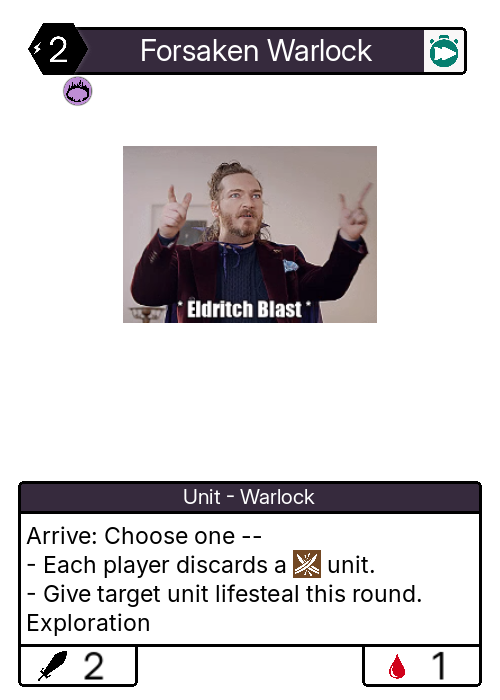 2 Forsaken Warlock
* Eldritch Blast *
Unit - Warlock
Arrive: Choose one --
- Each player discards a unit.
- Give target unit lifesteal this round.
Exploration
2 1